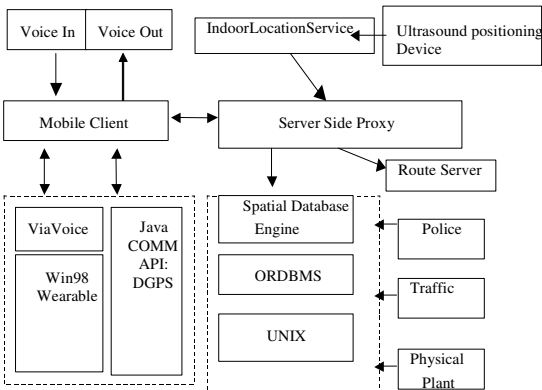 Voice In
Voice Out
IndoorLocationService
Ultrasound positioning
Device
Mobile Client
Server Side Proxy
Route Server
ViaVoice
Win98
Wearable
Java
COMM
API:
DGPS
Spatial Database
Engine
ORDBMS
UNIX
Police
Traffic
Physical
Plant